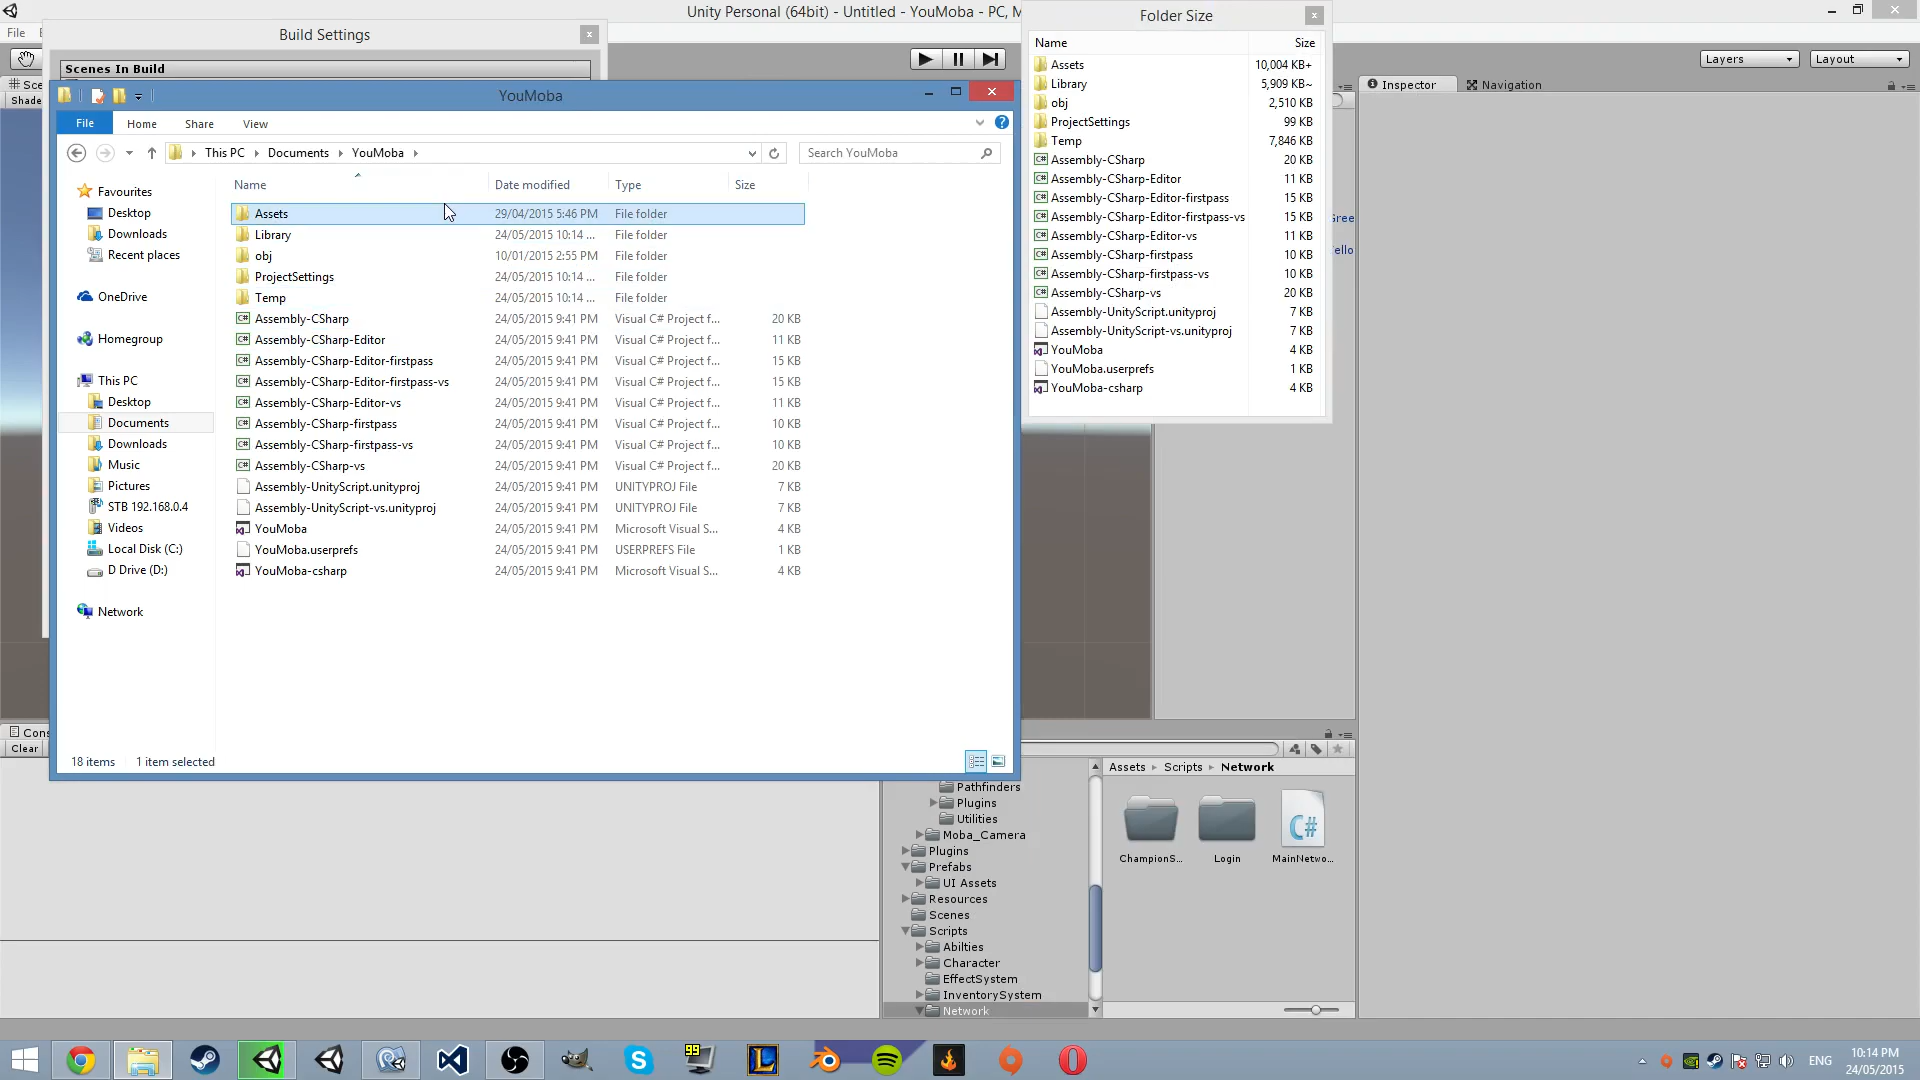 Unity Personal (64bit) - Untitled - YouMoba - PC, M
File
Build Settings
Scenes In Build
Layers
Layout
Sce
Shade
Inspector
Navigation
YouMoba
File
Home
Share
View
This PC
Documents
YouMoba
Search YouMoba
Favourites
Desktop
Downloads
Recent places
OneDrive
Homegroup
This PC
Desktop
Documents
Downloads
Music
Pictures
STB 192.168.0.4
Videos
Local Disk (C:)
D Drive (D:)
Network
Name Date modified Type Size
Assets 29/04/2015 5:46 PM File folder
Library 24/05/2015 10:14 ... File folder
obj 10/01/2015 2:55 PM File folder
ProjectSettings 24/05/2015 10:14 ... File folder
Temp 24/05/2015 10:14 ... File folder
Assembly-CSharp 24/05/2015 9:41 PM Visual C# Project f... 20 KB
Assembly-CSharp-Editor 24/05/2015 9:41 PM Visual C# Project f... 11 KB
Assembly-CSharp-Editor-firstpass 24/05/2015 9:41 PM Visual C# Project f... 15 KB
Assembly-CSharp-Editor-firstpass-vs 24/05/2015 9:41 PM Visual C# Project f... 15 KB
Assembly-CSharp-Editor-vs 24/05/2015 9:41 PM Visual C# Project f... 11 KB
Assembly-CSharp-firstpass 24/05/2015 9:41 PM Visual C# Project f... 10 KB
Assembly-CSharp-firstpass-vs 24/05/2015 9:41 PM Visual C# Project f... 10 KB
Assembly-CSharp-vs 24/05/2015 9:41 PM Visual C# Project f... 20 KB
Assembly-UnityScript.unityproj 24/05/2015 9:41 PM UNITYPROJ File 7 KB
Assembly-UnityScript-vs.unityproj 24/05/2015 9:41 PM UNITYPROJ File 7 KB
YouMoba 24/05/2015 9:41 PM Microsoft Visual S... 4 KB
YouMoba.userprefs 24/05/2015 9:41 PM USERPREFS File 1 KB
YouMoba-csharp 24/05/2015 9:41 PM Microsoft Visual S... 4 KB
18 items 1 item selected
Folder Size
Name Size
Assets 10,004 KB+
Library 5,909 KB~
obj 2,510 KB
ProjectSettings 99 KB
Temp 7,846 KB
Assembly-CSharp 20 KB
Assembly-CSharp-Editor 11 KB
Assembly-CSharp-Editor-firstpass 15 KB
Assembly-CSharp-Editor-firstpass-vs 15 KB
Assembly-CSharp-Editor-vs 11 KB
Assembly-CSharp-firstpass 10 KB
Assembly-CSharp-firstpass-vs 10 KB
Assembly-CSharp-vs 20 KB
Assembly-UnityScript.unityproj 7 KB
Assembly-UnityScript-vs.unityproj 7 KB
YouMoba 4 KB
YouMoba.userprefs 1 KB
YouMoba-csharp 4 KB
Gree
ello
Cons
Clear
Pathfinders
Plugins
Utilities
Moba_Camera
Plugins
Prefabs
UI Assets
Resources
Scenes
Scripts
Abilties
Character
EffectSystem
InventorySystem
Network
Assets
Scripts
Network
ChampionS...
Login
MainNetwo...
C#
99
ENG
10:14 PM
24/05/2015